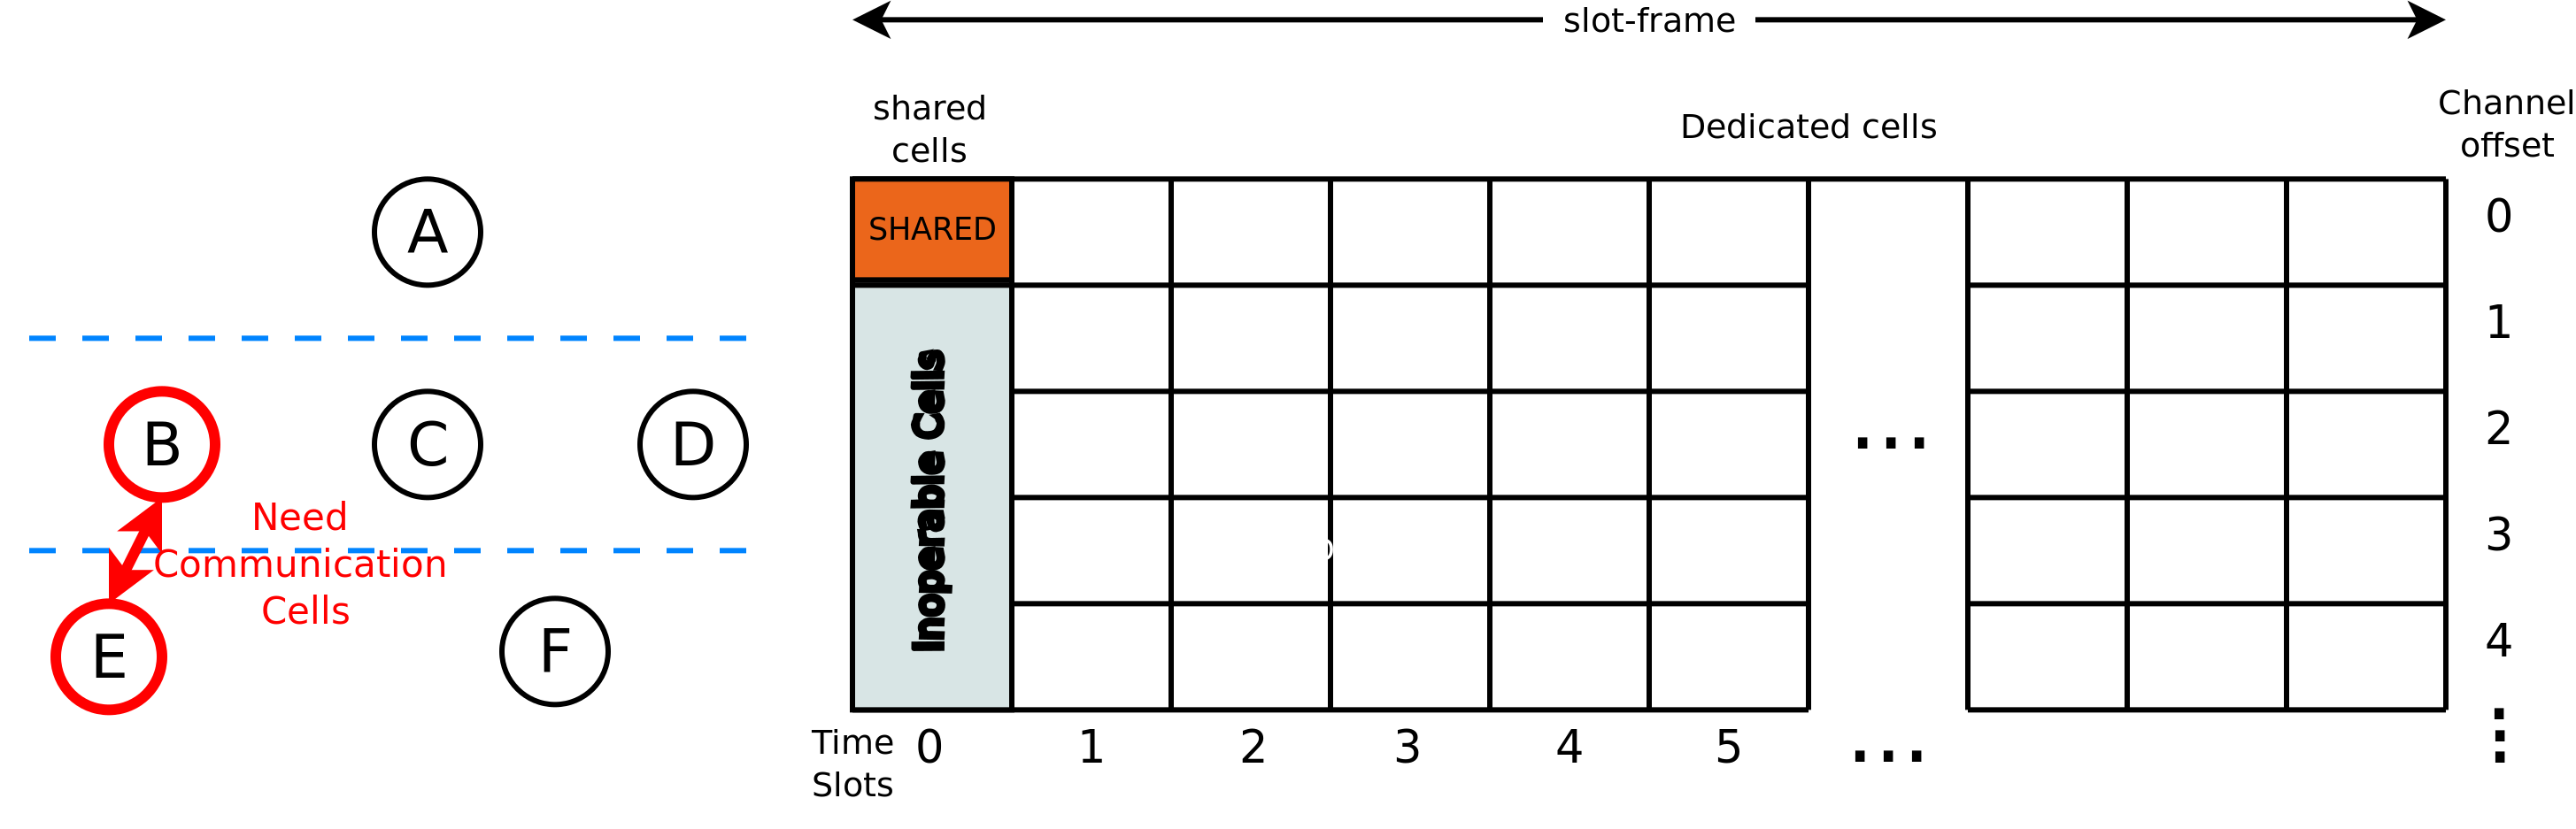 slot-frame
shared
cells
Dedicated cells
Channel
offset
A
SHARED
0
1
B
C
D
Inoperable Cells
...
2
Need
Communication
Cells
3
E
F
4
Time
Slots
0
1
2
3
4
5
...
...